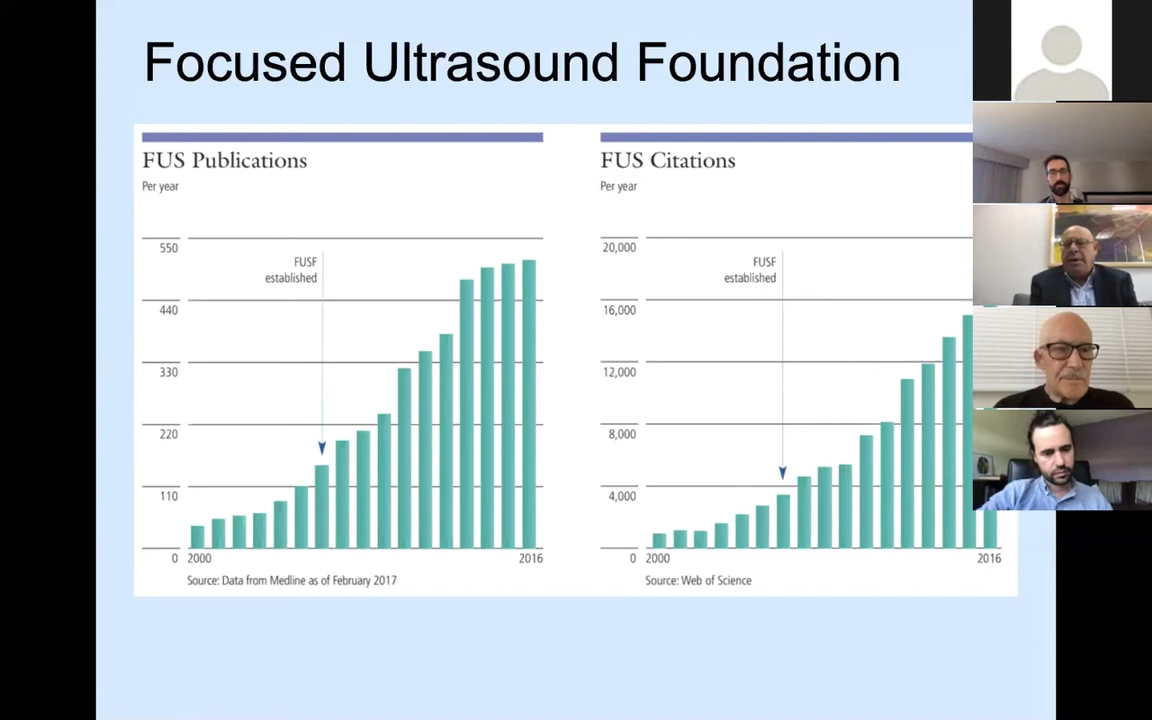 Focused Ultrasound Foundation
FUS Publications
Per year
550
440
330
220
110
0
FUSF
established
2000
2016
Source: Data from Medline as of February 2017
FUS Citations
Per year
20,000
16,000
12,000
8,000
4,000
0
FUSF
established
2000
2016
Source: Web of Science